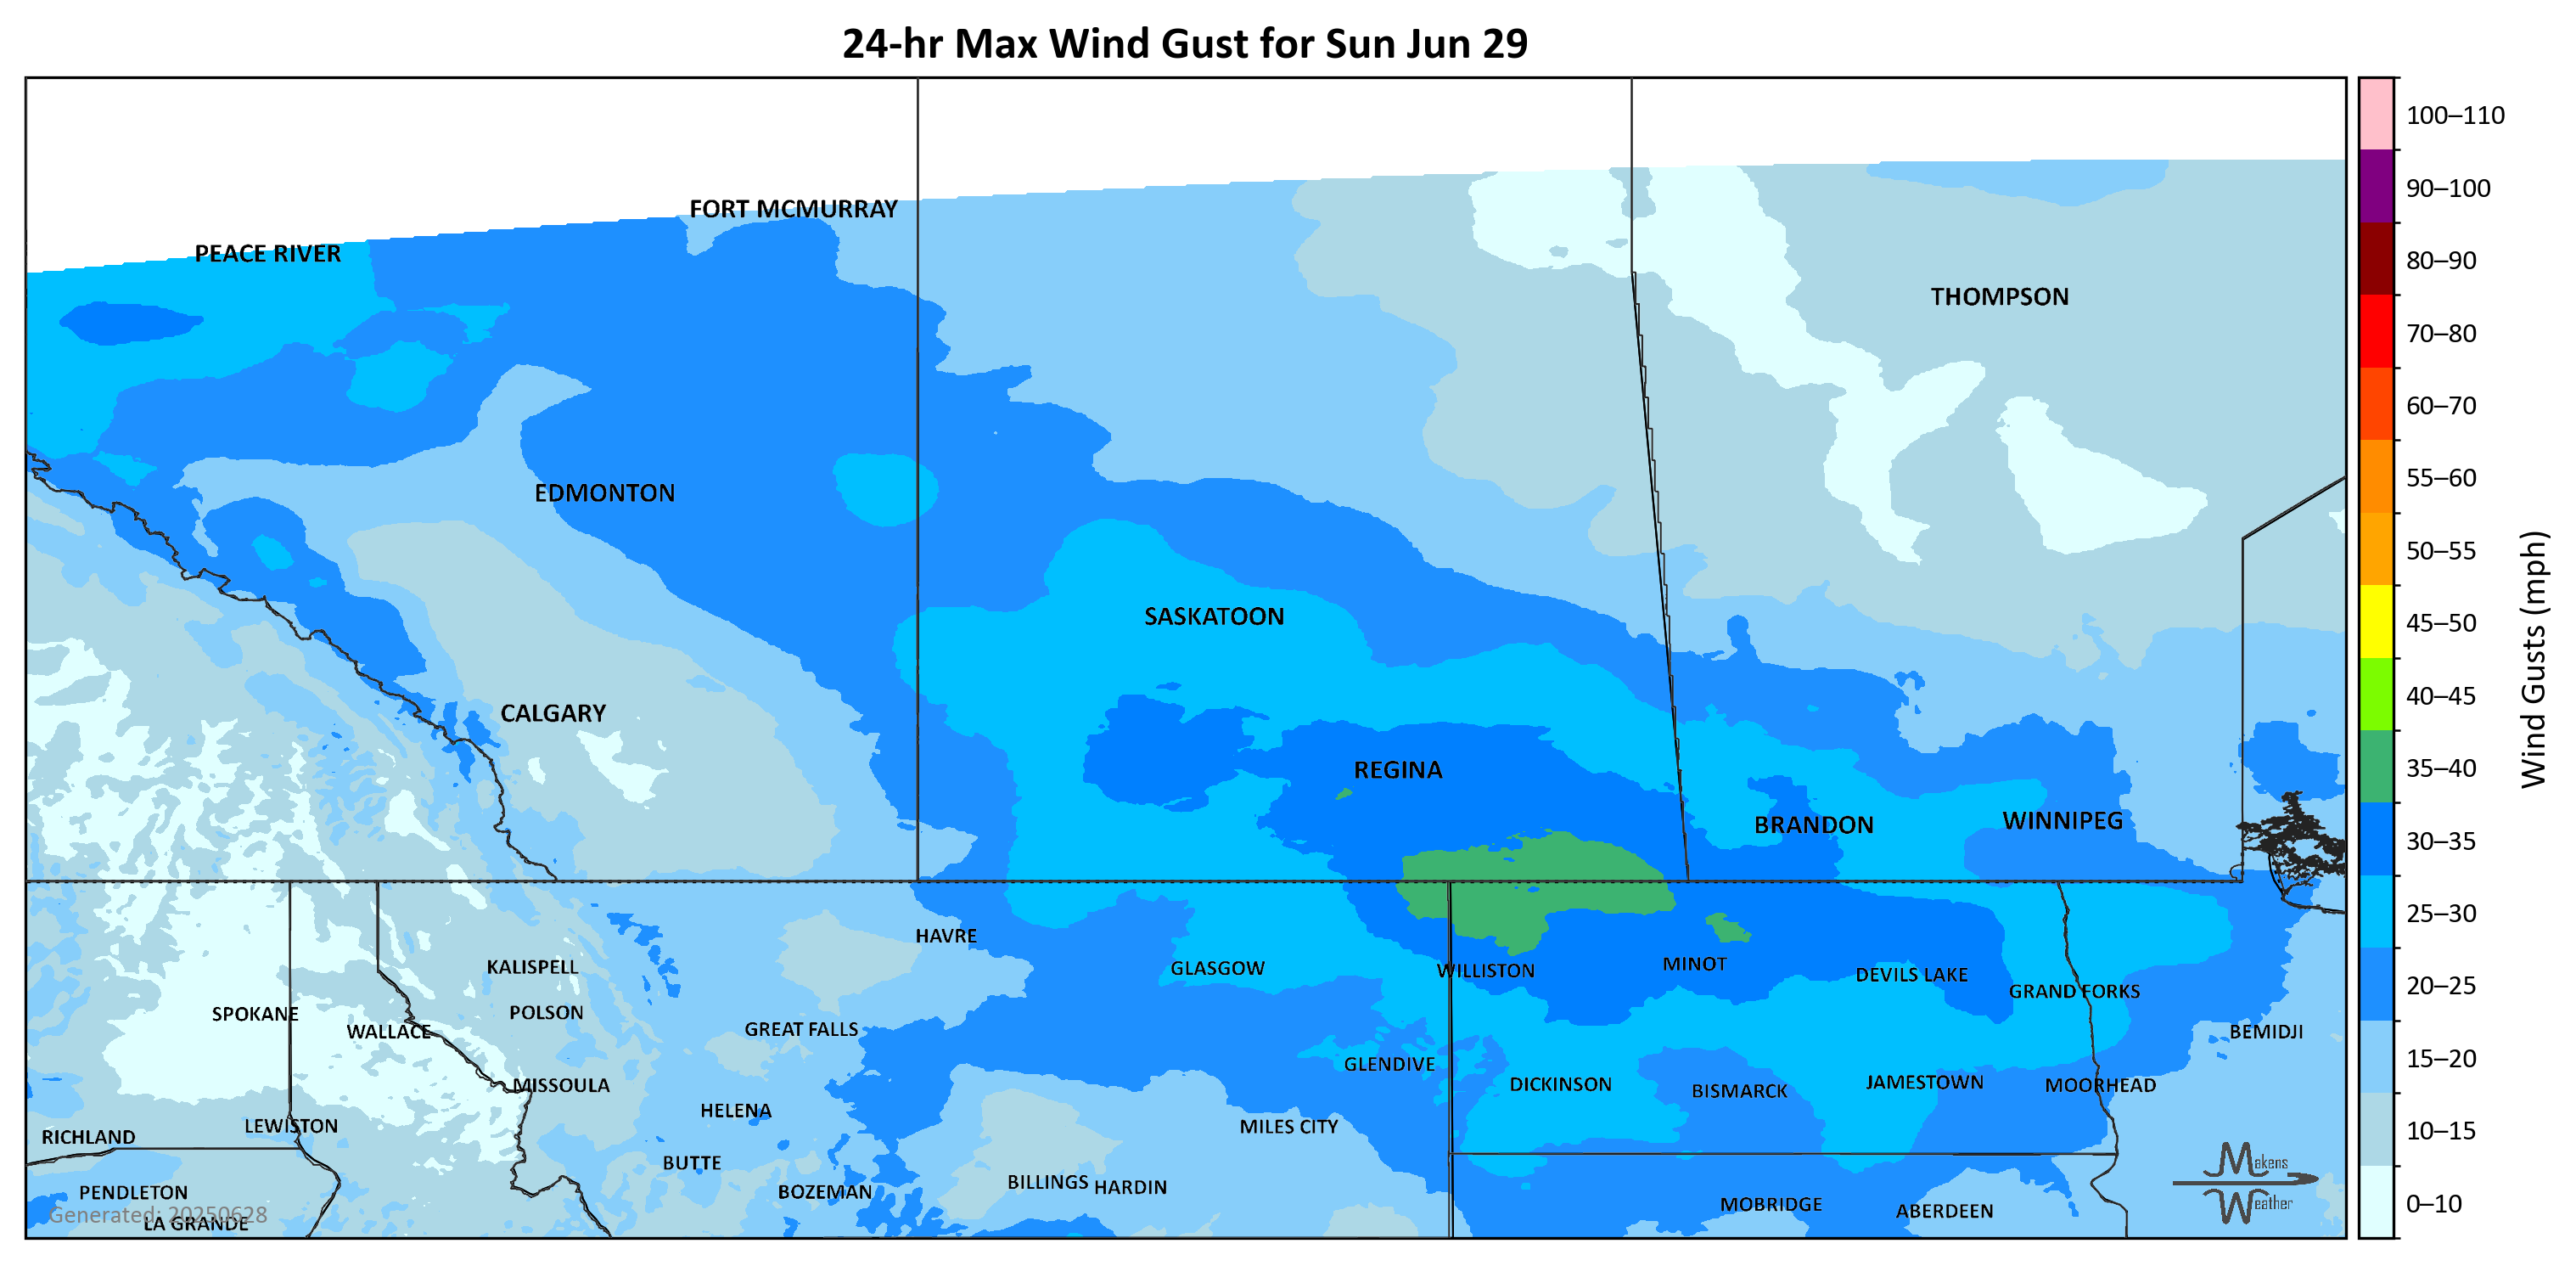 24-hr Max Wind Gust for Sun Jun 29
FORT MCMURRAY
PEACE RIVER
THOMPSON
EDMONTON
SASKATOON
CALGARY
REGINA
BRANDON
WINNIPEG
HAVRE
KALISPELL
GLASGOW
WILLISTON
MINOT
DEVILS LAKE
GRAND FORKS
SPOKANE
WALLACE
POLSON
GREAT FALLS
BEMIDJI
GLENDIVE
MISSOULA
DICKINSON
BISMARCK
JAMESTOWN
MOORHEAD
HELENA
RICHLAND
LEWISTON
MILES CITY
BUTTE
PENDLETON
BOZEMAN
BILLINGS
HARDIN
MOBRIDGE
ABERDEEN
LA GRANDE
Generated: 20250628
Makens
Weather
100–110
90–100
80–90
70–80
60–70
55–60
50–55
45–50
40–45
35–40
30–35
25–30
20–25
15–20
10–15
0–10
Wind Gusts (mph)